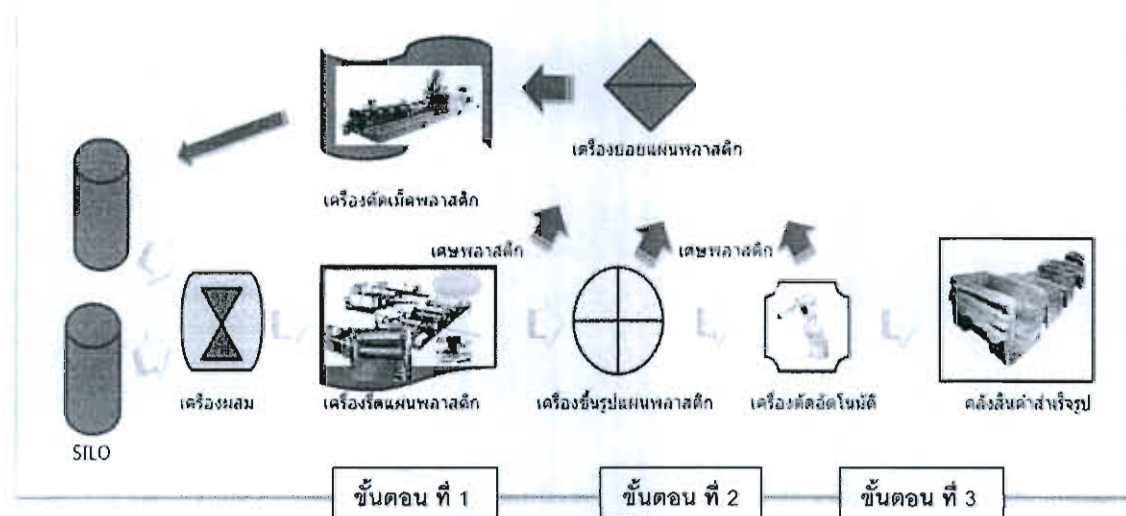 เครื่องย่อยแผ่นพลาสติก
เครื่องตัดเม็ดพลาสติก
เศษพลาสติก
เศษพลาสติก
เครื่องผสม
เครื่องรีดแผ่นพลาสติก
เครื่องขึ้นรูปแผ่นพลาสติก
เครื่องตัดอัตโนมัติ
คลังสินค้าสำเร็จรูป
SILO
ขั้นตอน ที่ 1
ขั้นตอน ที่ 2
ขั้นตอน ที่ 3